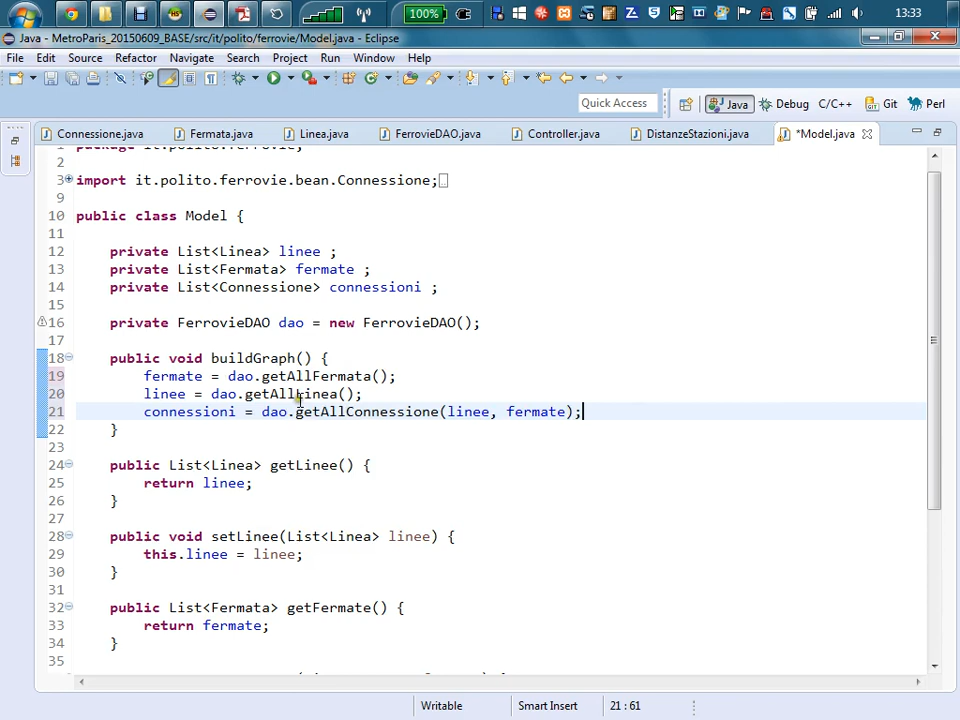 100%
13:33
Java - MetroParis_20150609_BASE/src/it/polito/ferrovie/Model.java - Eclipse
File Edit Source Refactor Navigate Search Project Run Window Help
Quick Access Java Debug C/C++ Git Perl
Connessione.java Fermata.java Linea.java FerrovieDAO.java Controller.java DistanzeStazioni.java *Model.java
1 package it.polito.ferrovie;
2
3 import it.polito.ferrovie.bean.Connessione;
9
10 public class Model {
11
12 private List<Linea> linee ;
13 private List<Fermata> fermate ;
14 private List<Connessione> connessioni ;
15
16 private FerrovieDAO dao = new FerrovieDAO();
17
18 public void buildGraph() {
19 fermate = dao.getAllFermata();
20 linee = dao.getAllLinea();
21 connessioni = dao.getAllConnessione(linee, fermate);
22 }
23
24 public List<Linea> getLinee() {
25 return linee;
26 }
27
28 public void setLinee(List<Linea> linee) {
29 this.linee = linee;
30 }
31
32 public List<Fermata> getFermate() {
33 return fermate;
34 }
35
Writable Smart Insert 21 : 61